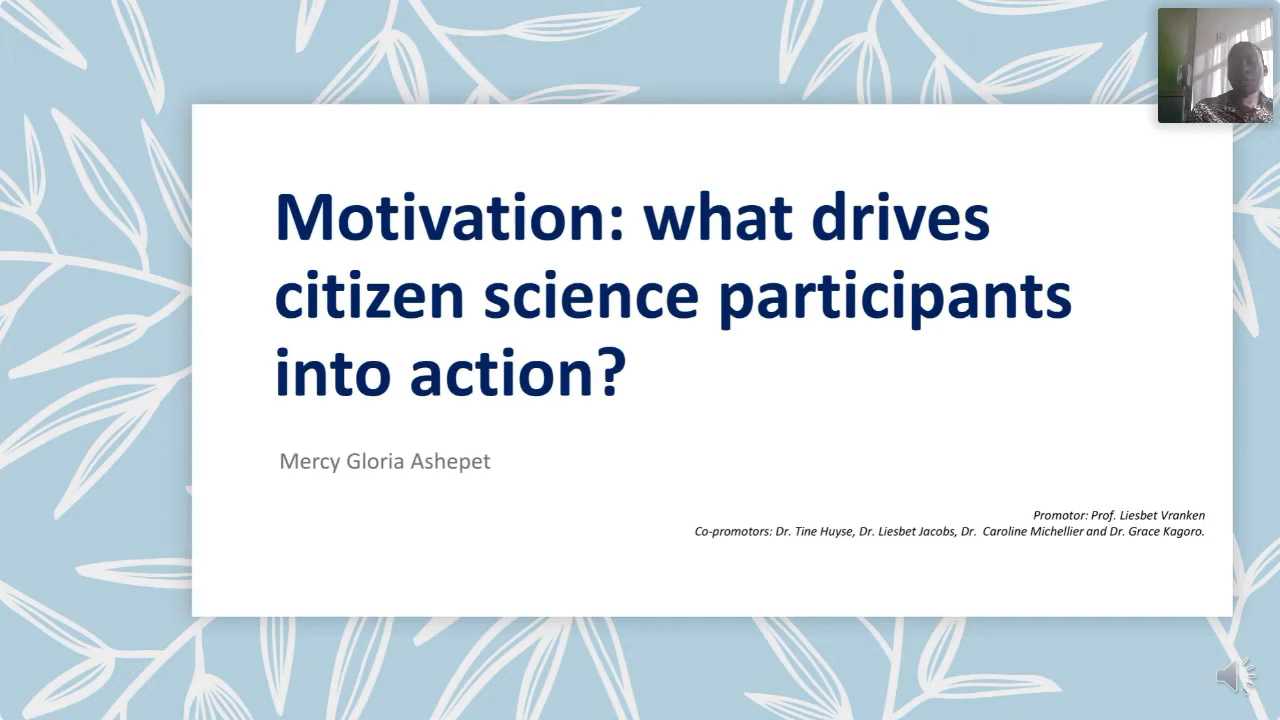 Motivation: what drives
citizen science participants
into action?
Mercy Gloria Ashepet
Promotor: Prof. Liesbet Vranken
Co-promotors: Dr. Tine Huyse, Dr. Liesbet Jacobs, Dr. Caroline Michellier and Dr. Grace Kagoro.